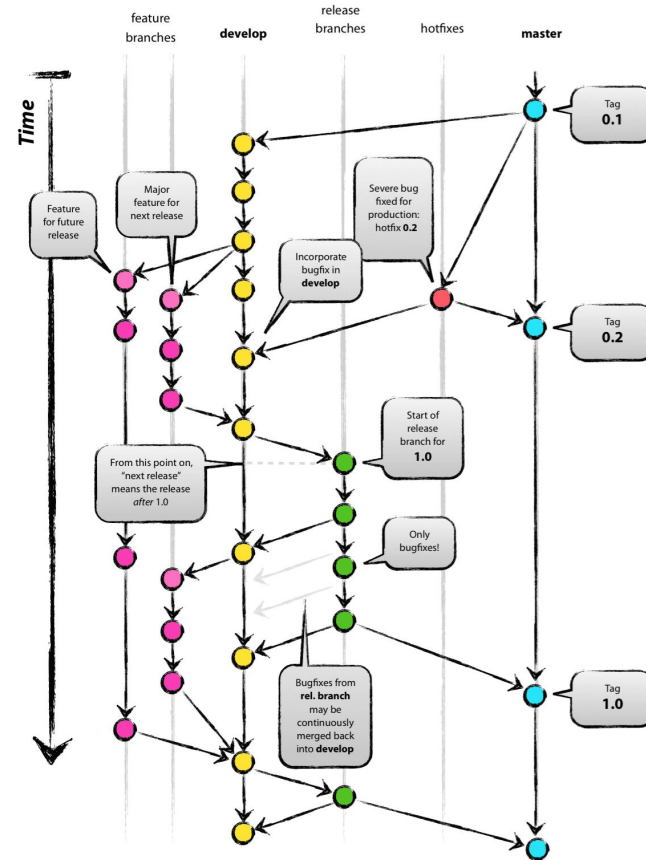 feature
branches
develop
release
branches
hotfixes
master
Time
Tag
0.1
Major
feature for
next release
Severe bug
fixed for
production:
hotfix 0.2
Feature
for future
release
Incorporate
bugfix in
develop
Tag
0.2
Start of
release
branch for
1.0
From this point on,
“next release”
means the release
after 1.0
Only
bugfixes!
Bugfixes from
rel. branch
may be
continuously
merged back
into develop
Tag
1.0